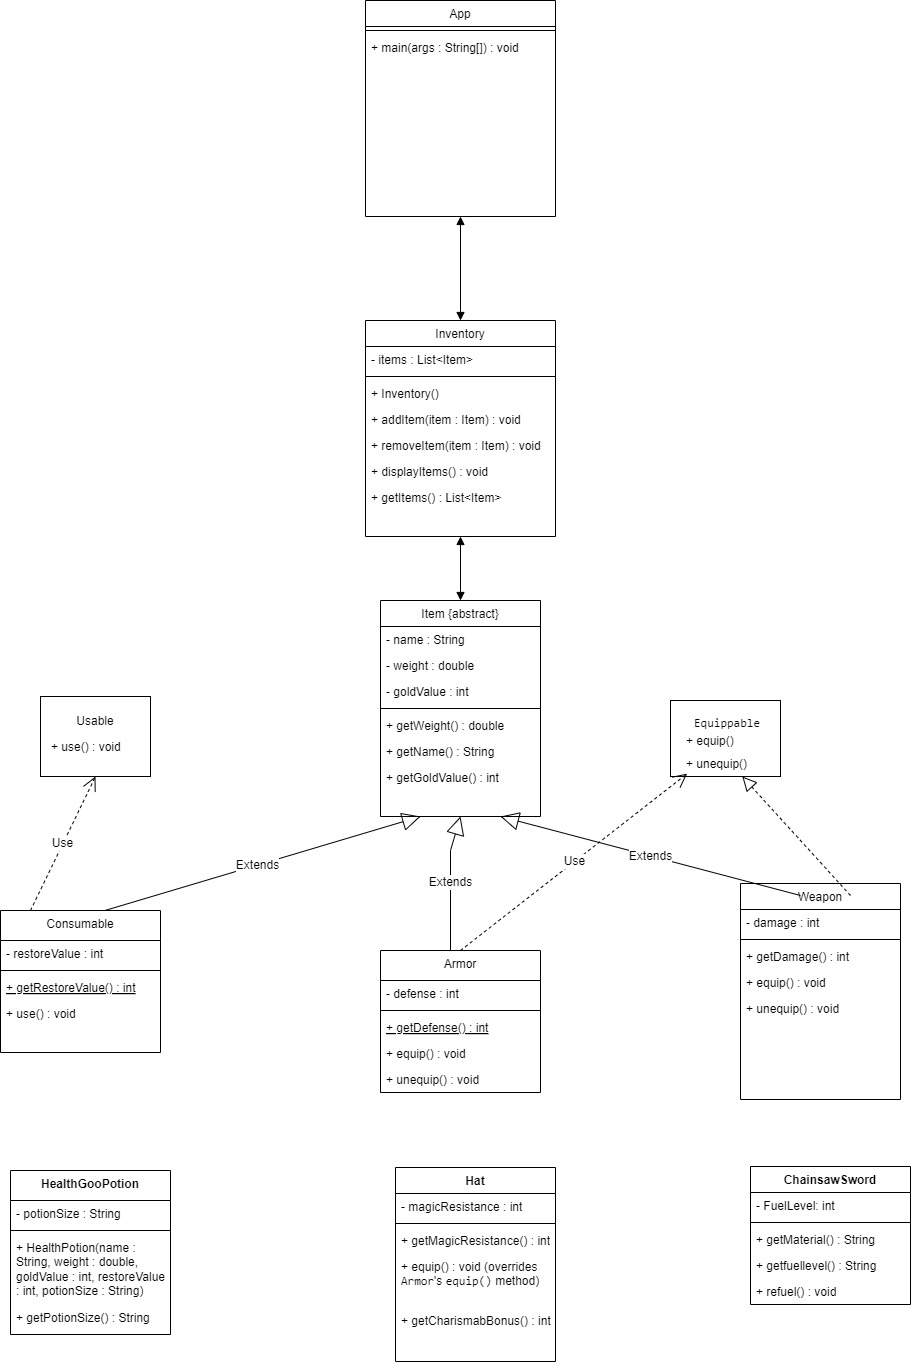 App
+ main(args : String[]) : void
Inventory
- items : List<Item>
+ Inventory()
+ addItem(item : Item) : void
+ removeItem(item : Item) : void
+ displayItems() : void
+ getItems() : List<Item>
Item {abstract}
- name : String
- weight : double
- goldValue : int
+ getWeight() : double
+ getName() : String
+ getGoldValue() : int
Usable
+ use() : void
Equippable
+ equip()
+ unequip()
Use
Extends
Extends
Use
Extends
Consumable
- restoreValue : int
+ getRestoreValue() : int
+ use() : void
Armor
- defense : int
+ getDefense() : int
+ equip() : void
+ unequip() : void
Weapon
- damage : int
+ getDamage() : int
+ equip() : void
+ unequip() : void
HealthGooPotion
- potionSize : String
+ HealthPotion(name :
String, weight : double,
goldValue : int, restoreValue
: int, potionSize : String)
+ getPotionSize() : String
Hat
- magicResistance : int
+ getMagicResistance() : int
+ equip() : void (overrides
Armor's equip() method)
+ getCharismabBonus() : int
ChainsawSword
- FuelLevel: int
+ getMaterial() : String
+ getfuellevel() : String
+ refuel() : void